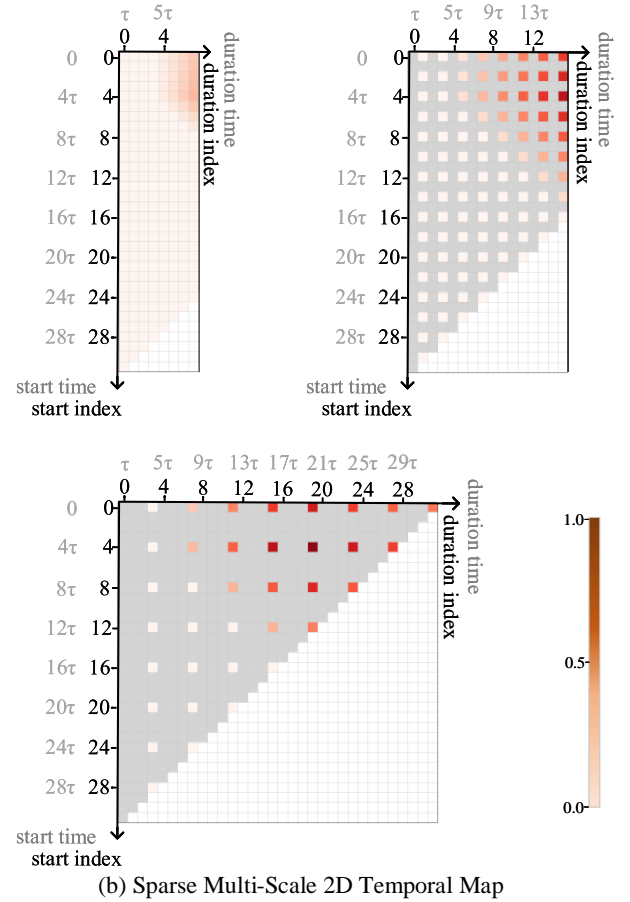 τ 5τ
0 4
0 0
4τ 4
8τ 8
12τ 12
16τ 16
20τ 20
24τ 24
28τ 28
duration time
duration index
start time
start index
τ 5τ 9τ 13τ
0 4 8 12
0 0
4τ 4
8τ 8
12τ 12
16τ 16
20τ 20
24τ 24
28τ 28
duration time
duration index
start time
start index
τ 5τ 9τ 13τ 17τ 21τ 25τ 29τ
0 4 8 12 16 20 24 28
0 0
4τ 4
8τ 8
12τ 12
16τ 16
20τ 20
24τ 24
28τ 28
duration time
duration index
start time
start index
1.0
0.5
0.0
(b) Sparse Multi-Scale 2D Temporal Map